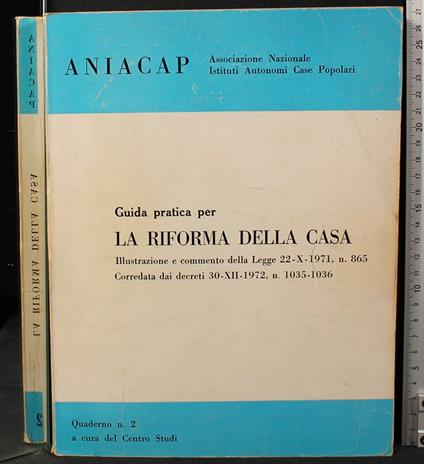 ANIACAP
Associazione Nazionale
Istituti Autonomi Case Popolari
Guida pratica per
LA RIFORMA DELLA CASA
Illustrazione e commento della Legge 22-X-1971, n. 865
Corredata dai decreti 30-XII-1972, n. 1035-1036
Quaderno n. 2
a cura del Centro Studi
ANIACAP
LA RIFORMA DELLA CASA
2